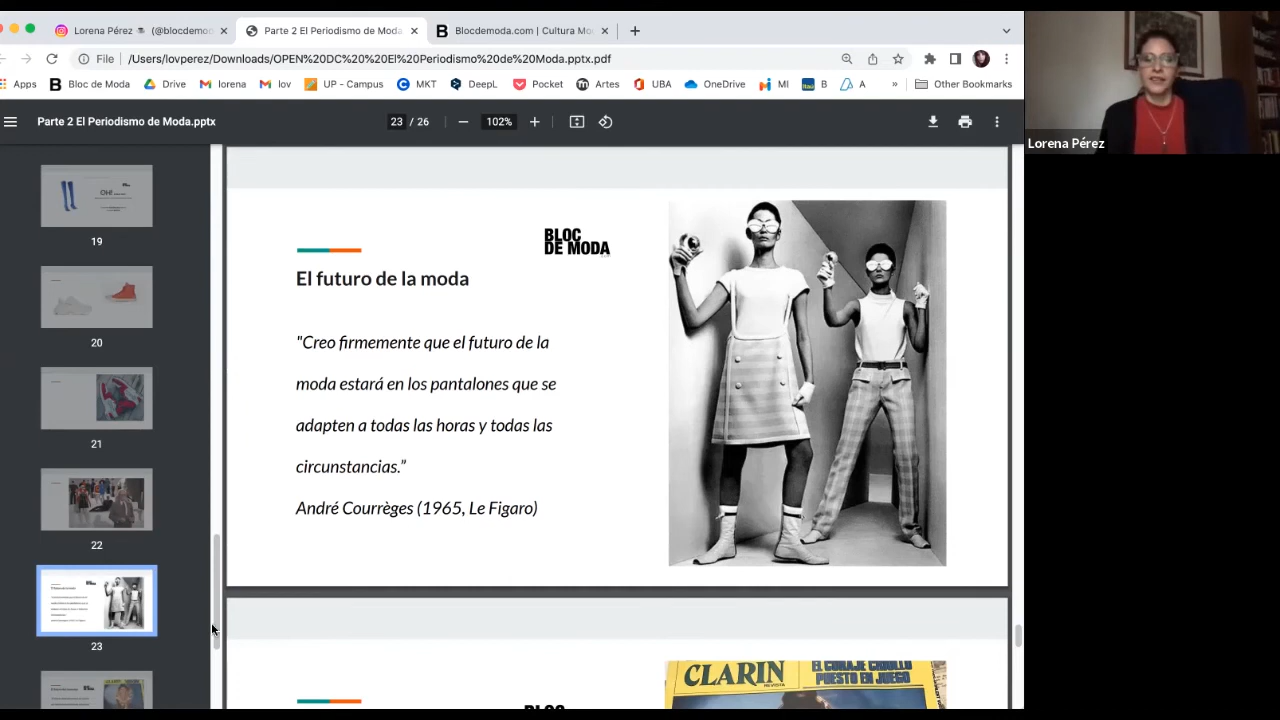 Lorena Pérez
(@blocdemod
Parte 2 El Periodismo de Moda.
Blocdemoda.com | Cultura Mo
File
/Users/lovperez/Downloads/OPEN%20DC%20%20El%20Periodismo%20de%20Moda.pptx.pdf
Apps
Bloc de Moda
Drive
lorena
lov
UP - Campus
MKT
DeepL
Pocket
Artes
UBA
OneDrive
MI
B
A
»
Other Bookmarks
Parte 2 El Periodismo de Moda.pptx
23 / 26
102%
Lorena Pérez
OH!
19
20
21
22
23
BLOC
DE MODA
El futuro de la moda
"Creo firmemente que el futuro de la
moda estará en los pantalones que se
adapten a todas las horas y todas las
circunstancias.”
André Courrèges (1965, Le Figaro)
CLARIN
REVISTA
EL CORAJE CRIOLLO
PUESTO EN JUEGO
BLOC